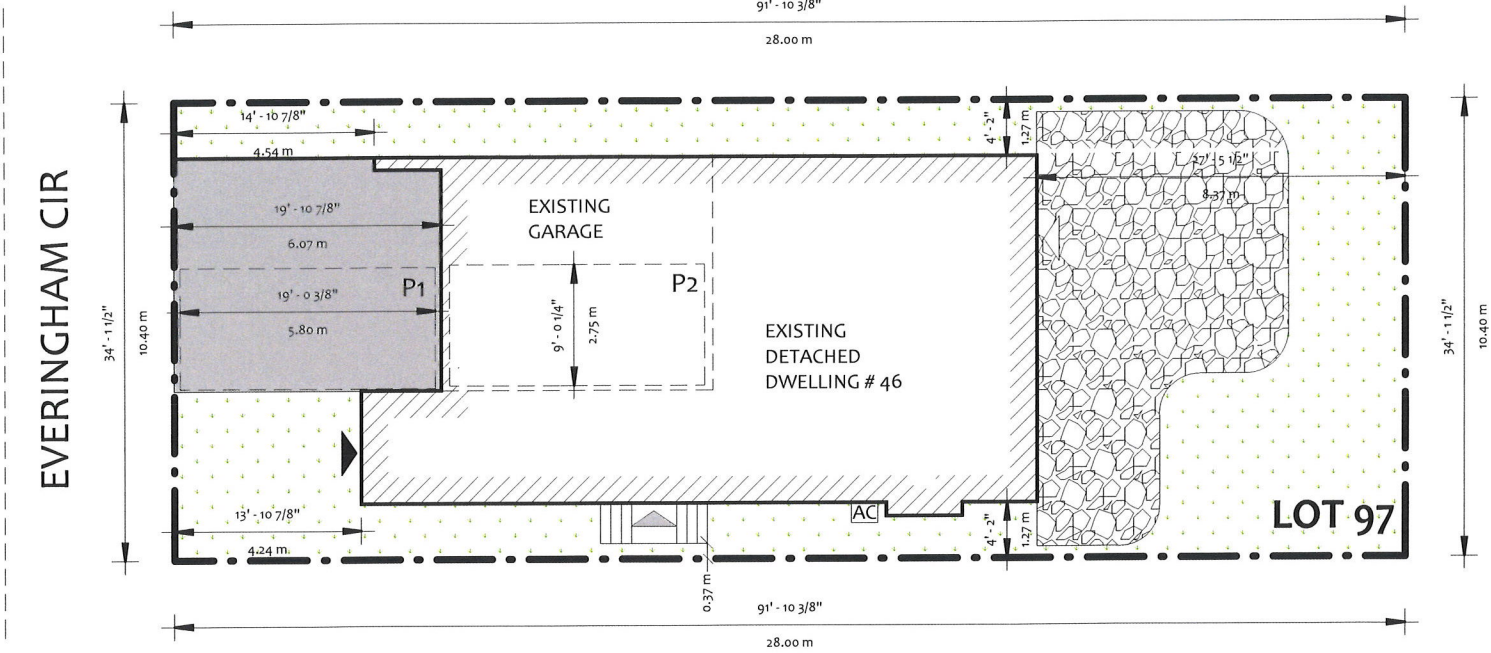 91' - 10 3/8"
28.00 m
14' - 10 7/8"
4.54 m
4' - 2"
1.27 m
27' - 5 1/2"
8.37 m
EVERINGHAM CIR
34' - 1 1/2"
10.40 m
19' - 10 7/8"
6.07 m
EXISTING
GARAGE
P1
P2
19' - 0 3/8"
5.80 m
9' - 0 1/4"
2.75 m
EXISTING
DETACHED
DWELLING # 46
34' - 1 1/2"
10.40 m
13' - 10 7/8"
4.24 m
AC
4' - 2"
1.27 m
LOT 97
0.37 m
91' - 10 3/8"
28.00 m